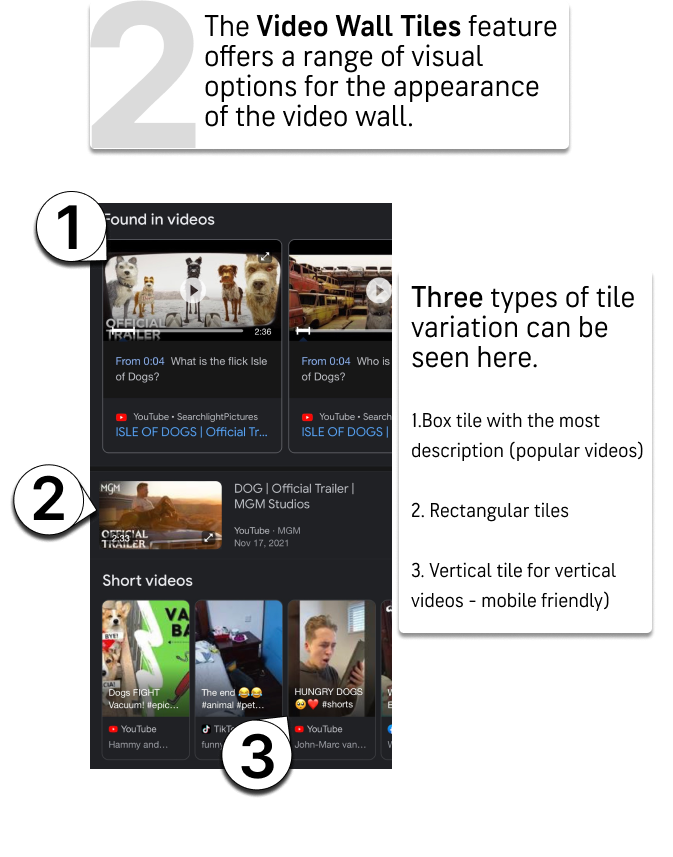 2
The Video Wall Tiles feature
offers a range of visual
options for the appearance
of the video wall.
1
Found in videos
OFFICIAL
TRAILER
2:36
From 0:04 What is the flick Isle
of Dogs?
YouTube • SearchlightPictures
ISLE OF DOGS | Official Tr...
From 0:04 Who is
of Dogs?
YouTube • Search
ISLE OF DOGS |
Three types of tile
variation can be
seen here.
1.Box tile with the most
description (popular videos)
2. Rectangular tiles
3. Vertical tile for vertical
videos - mobile friendly)
2
MGM
OFFICIAL
TRAILER
2:33
DOG | Official Trailer |
MGM Studios
YouTube · MGM
Nov 17, 2021
Short videos
BYE!
VA
BA
Dogs FIGHT
Vacuum! #epic...
YouTube
Hammy and...
The end 😂😂
#animal #pet...
TikT
funny
HUNGRY DOGS
🥺❤️ #shorts
YouTube
John-Marc van...
W
E
W
3